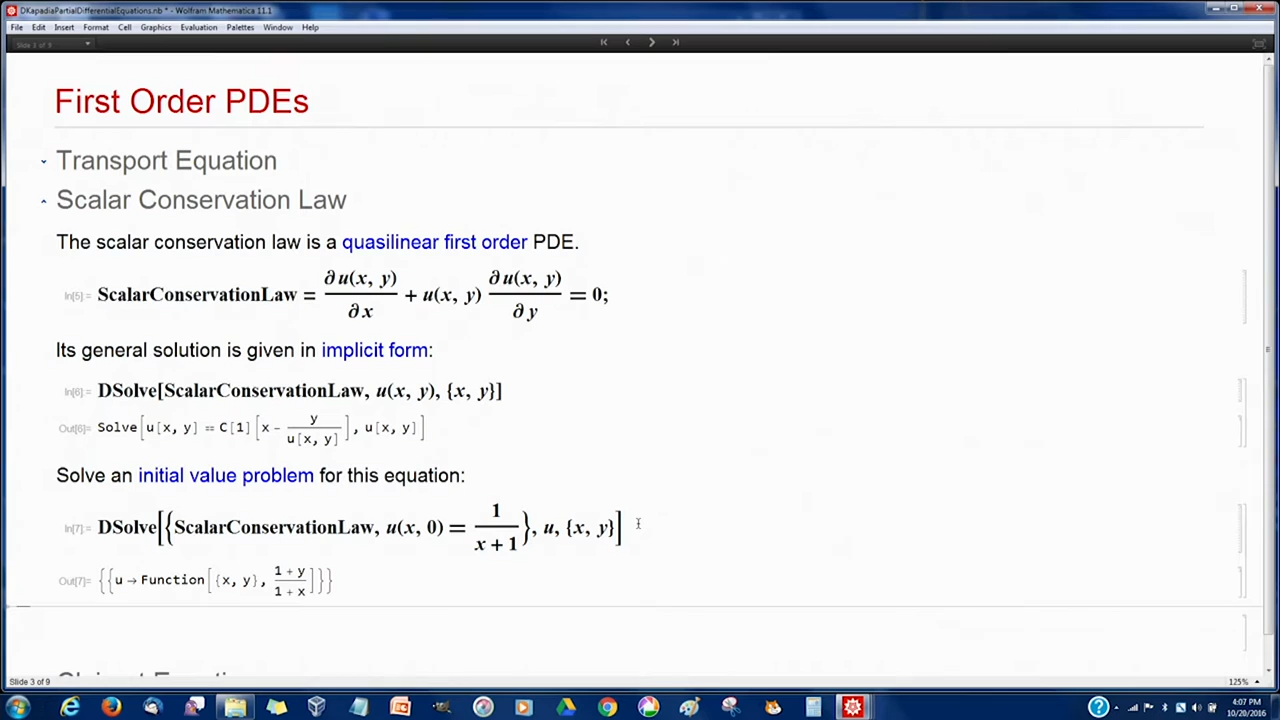 DKapadiaPartialDifferentialEquations.nb * - Wolfram Mathematica 11.1
File Edit Insert Format Cell Graphics Evaluation Palettes Window Help
Slide 3 of 9
First Order PDEs
Transport Equation
Scalar Conservation Law
The scalar conservation law is a quasilinear first order PDE.
In[5]:= ScalarConservationLaw = ∂u(x, y)/∂x + u(x, y) ∂u(x, y)/∂y = 0;
Its general solution is given in implicit form:
In[6]:= DSolve[ScalarConservationLaw, u(x, y), {x, y}]
Out[6]= Solve[u[x, y] == C[1][x - y/u[x, y]], u[x, y]]
Solve an initial value problem for this equation:
In[7]:= DSolve[{ScalarConservationLaw, u(x, 0) = 1/(x + 1)}, u, {x, y}]
Out[7]= {{u → Function[{x, y}, (1 + y)/(1 + x)]}}
Slide 3 of 9
125%
4:07 PM
10/20/2016